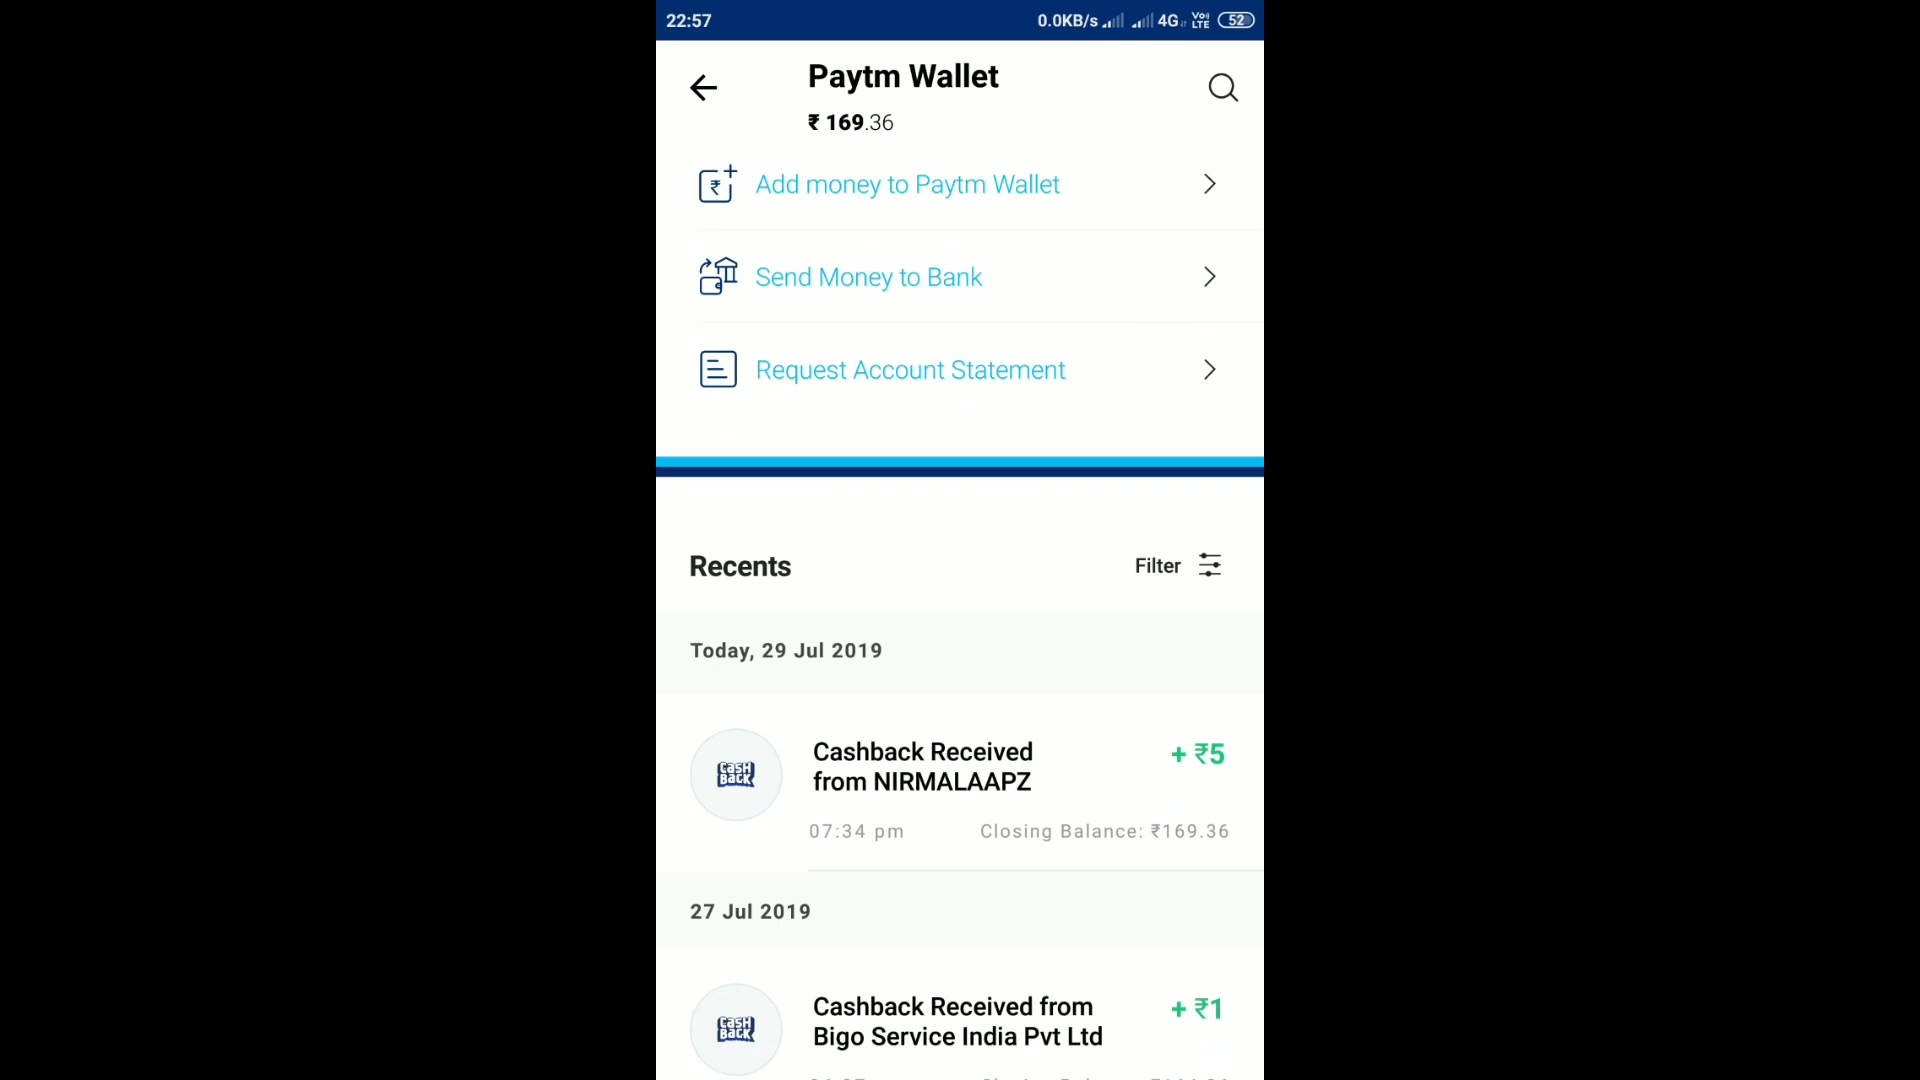 22:57
0.0KB/s 4G Vo LTE 52
Paytm Wallet
₹ 169.36
Add money to Paytm Wallet
Send Money to Bank
Request Account Statement
Recents
Filter
Today, 29 Jul 2019
CASH BACK
Cashback Received
from NIRMALAAPZ
+ ₹5
07:34 pm
Closing Balance: ₹169.36
27 Jul 2019
CASH BACK
Cashback Received from
Bigo Service India Pvt Ltd
+ ₹1